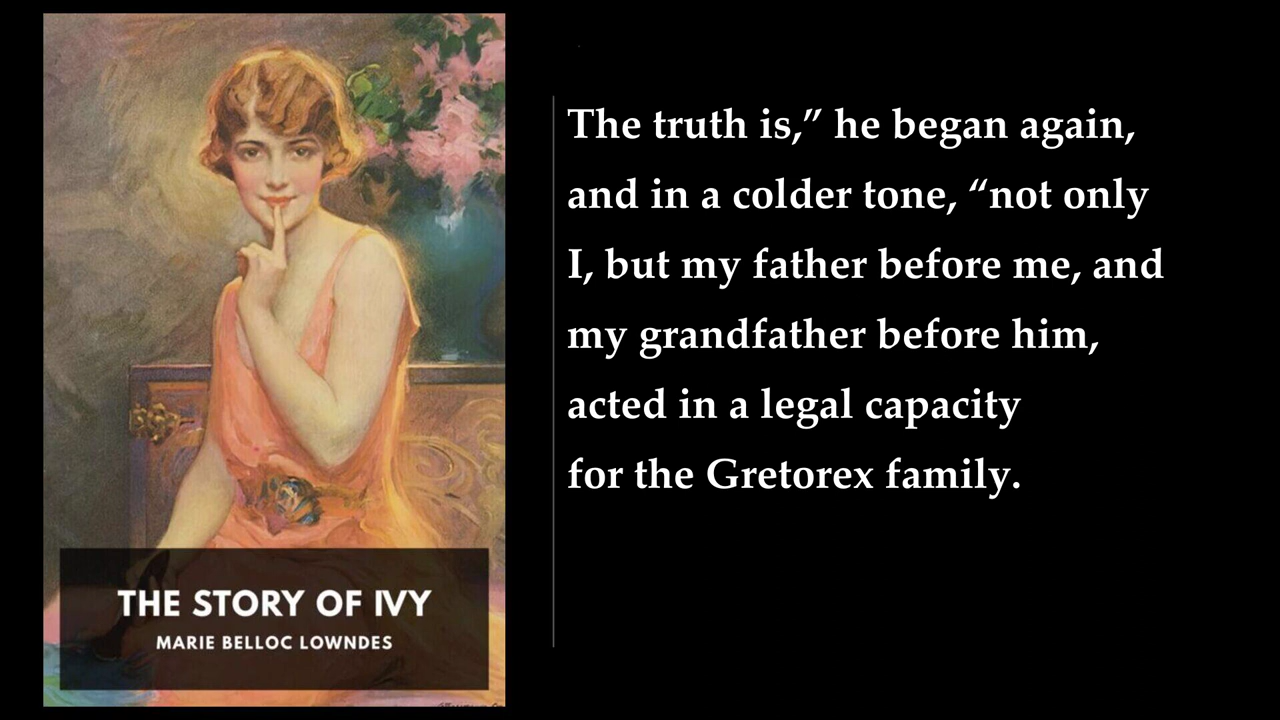 THE STORY OF IVY
MARIE BELLOC LOWNDES
The truth is,” he began again,
and in a colder tone, “not only
I, but my father before me, and
my grandfather before him,
acted in a legal capacity
for the Gretorex family.